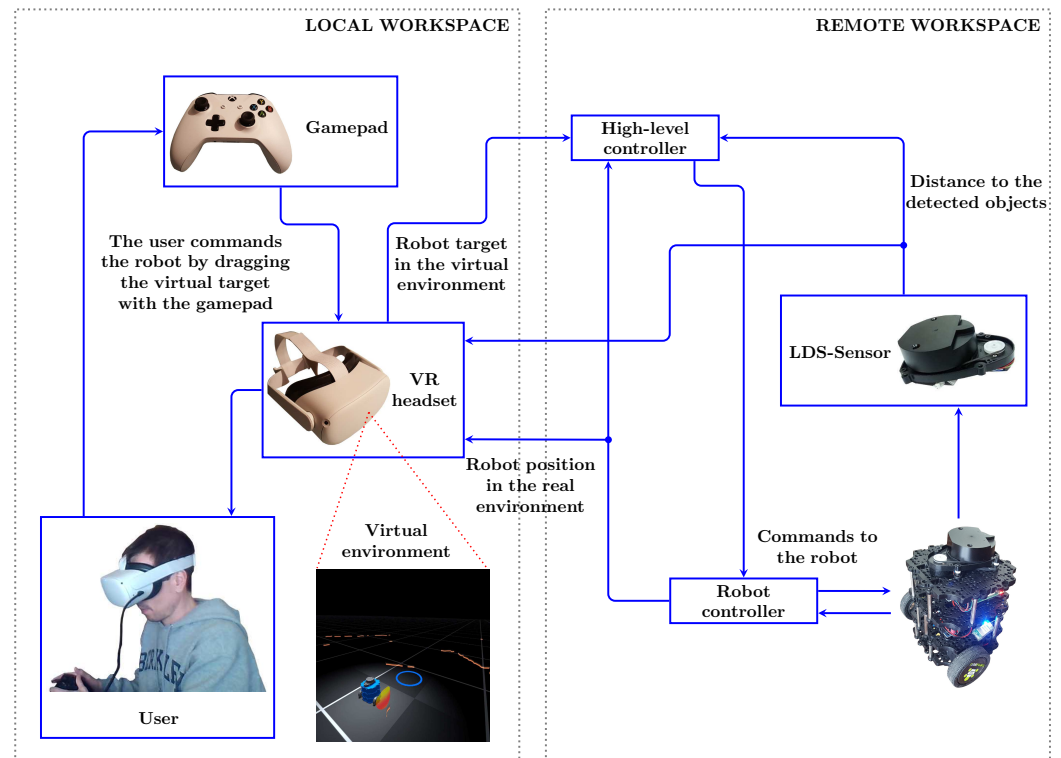 LOCAL WORKSPACE
REMOTE WORKSPACE
Gamepad
High-level
controller
Distance to the
detected objects
The user commands
the robot by dragging
the virtual target
with the gamepad
Robot target
in the virtual
environment
LDS-Sensor
VR
headset
Robot position
in the real
environment
Virtual
environment
Commands to
the robot
Robot
controller
User